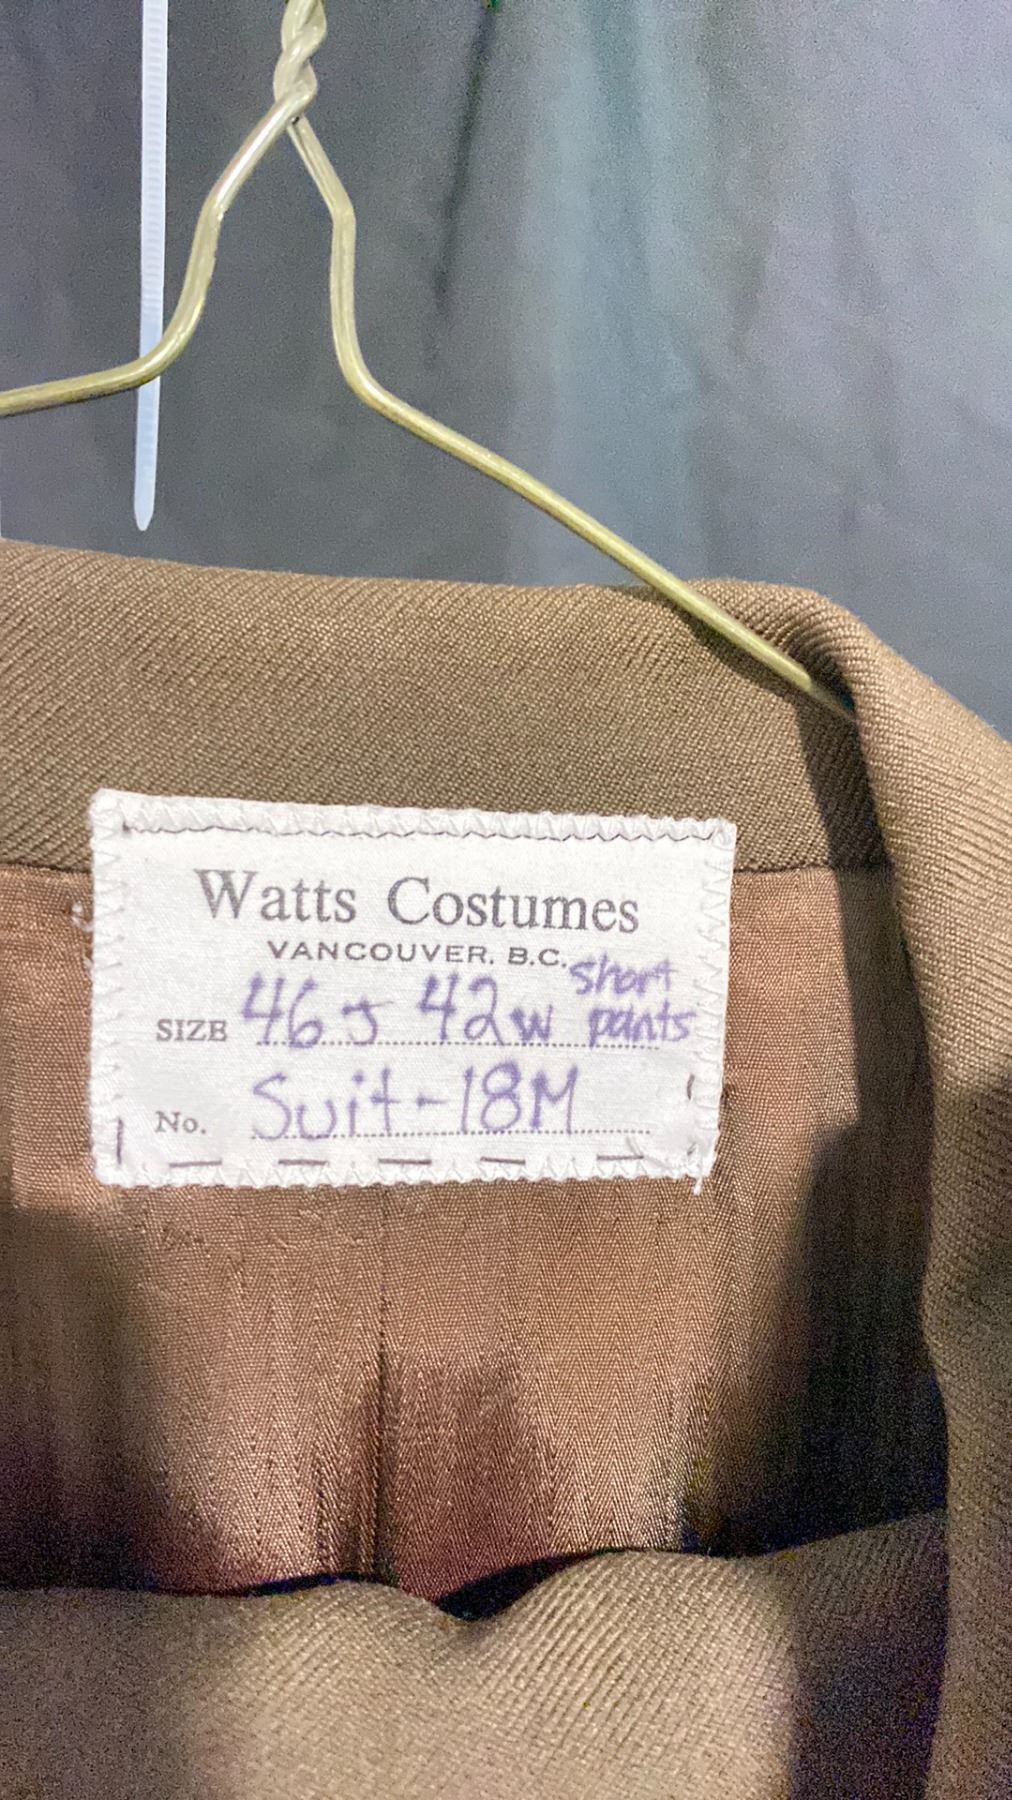 Watts Costumes
VANCOUVER, B.C.
SIZE 46 J 42w short pants
No. Suit-18M